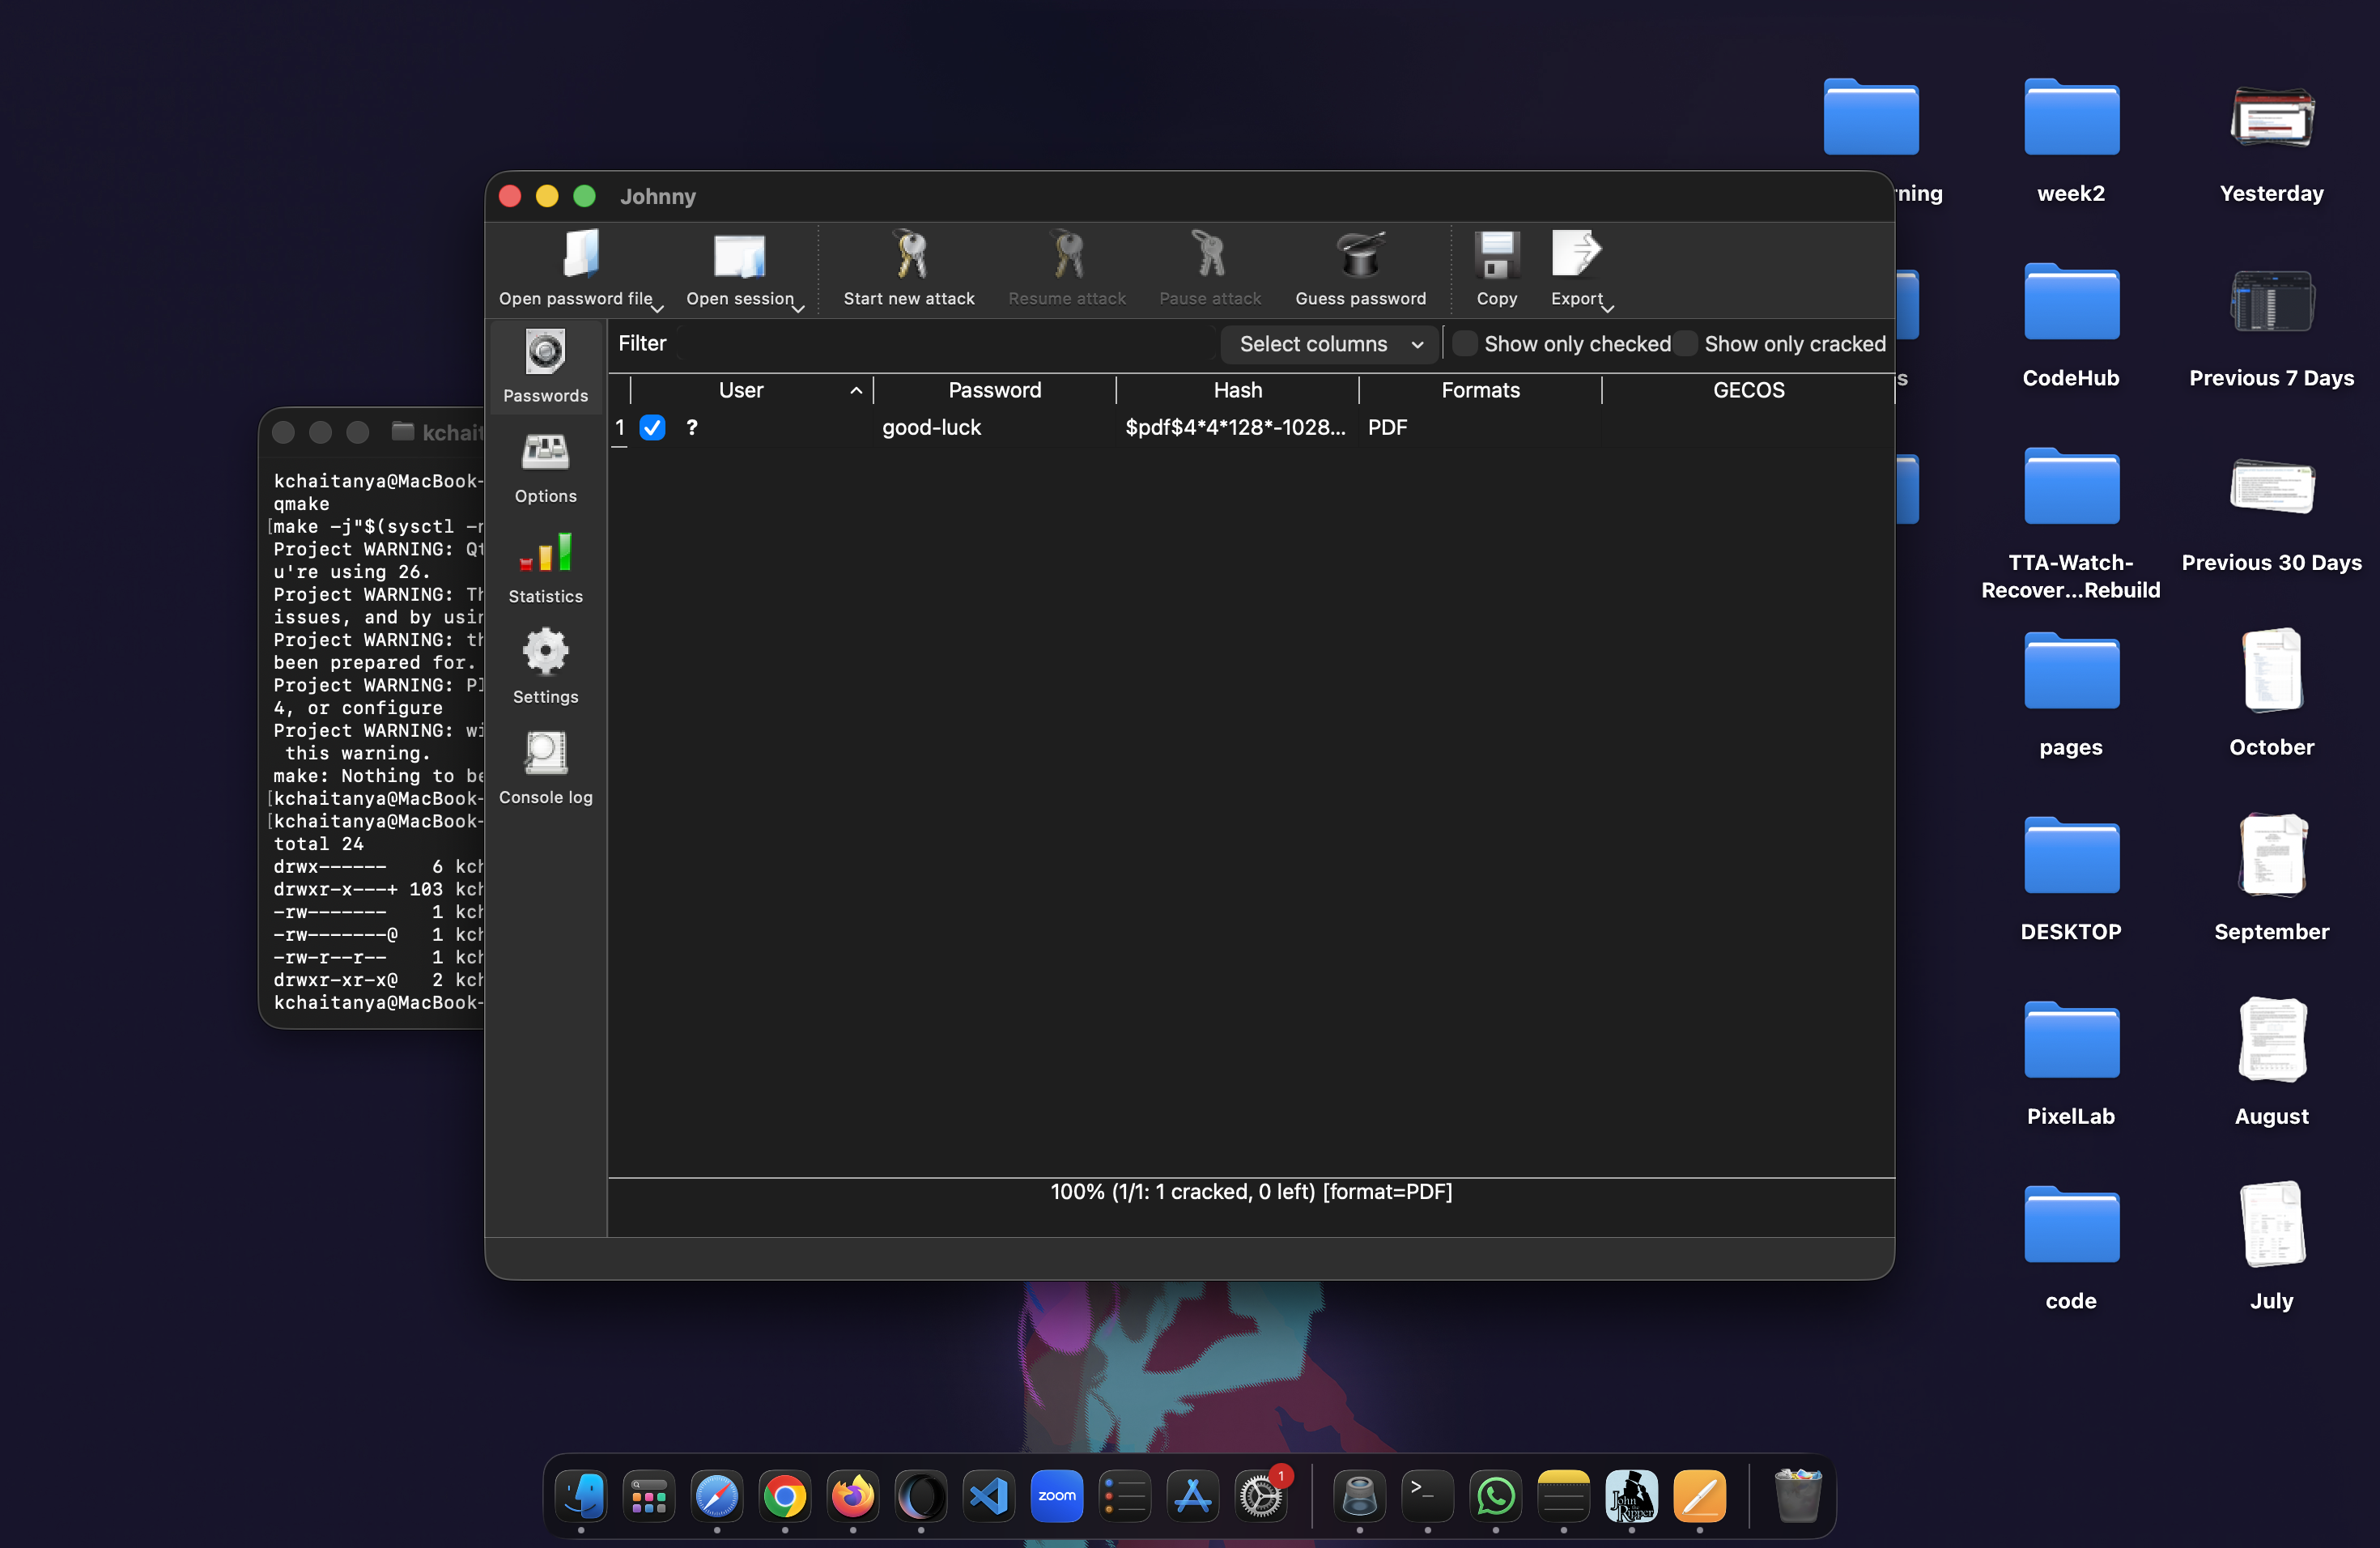 Johnny
Open password file
Open session
Start new attack
Resume attack
Pause attack
Guess password
Copy
Export
Passwords
Options
Statistics
Settings
Console log
Filter
Select columns
Show only checked
Show only cracked
User Password Hash Formats GECOS
1 ? good-luck $pdf$4*4*128*-1028... PDF
100% (1/1: 1 cracked, 0 left) [format=PDF]
kchait
kchaitanya@MacBook-
qmake
[make -j"$(sysctl -n
Project WARNING: Qt
u're using 26.
Project WARNING: Th
issues, and by usin
Project WARNING: th
been prepared for.
Project WARNING: Pl
4, or configure
Project WARNING: wi
this warning.
make: Nothing to be
[kchaitanya@MacBook-
[kchaitanya@MacBook-
total 24
drwx------ 6 kch
drwxr-x---+ 103 kch
-rw------- 1 kch
-rw-------@ 1 kch
-rw-r--r-- 1 kch
drwxr-xr-x@ 2 kch
kchaitanya@MacBook-
ning
week2
Yesterday
s
CodeHub
Previous 7 Days
TTA-Watch-
Recover...Rebuild
Previous 30 Days
pages
October
DESKTOP
September
PixelLab
August
code
July
zoom
1
>_
John
the
Ripper